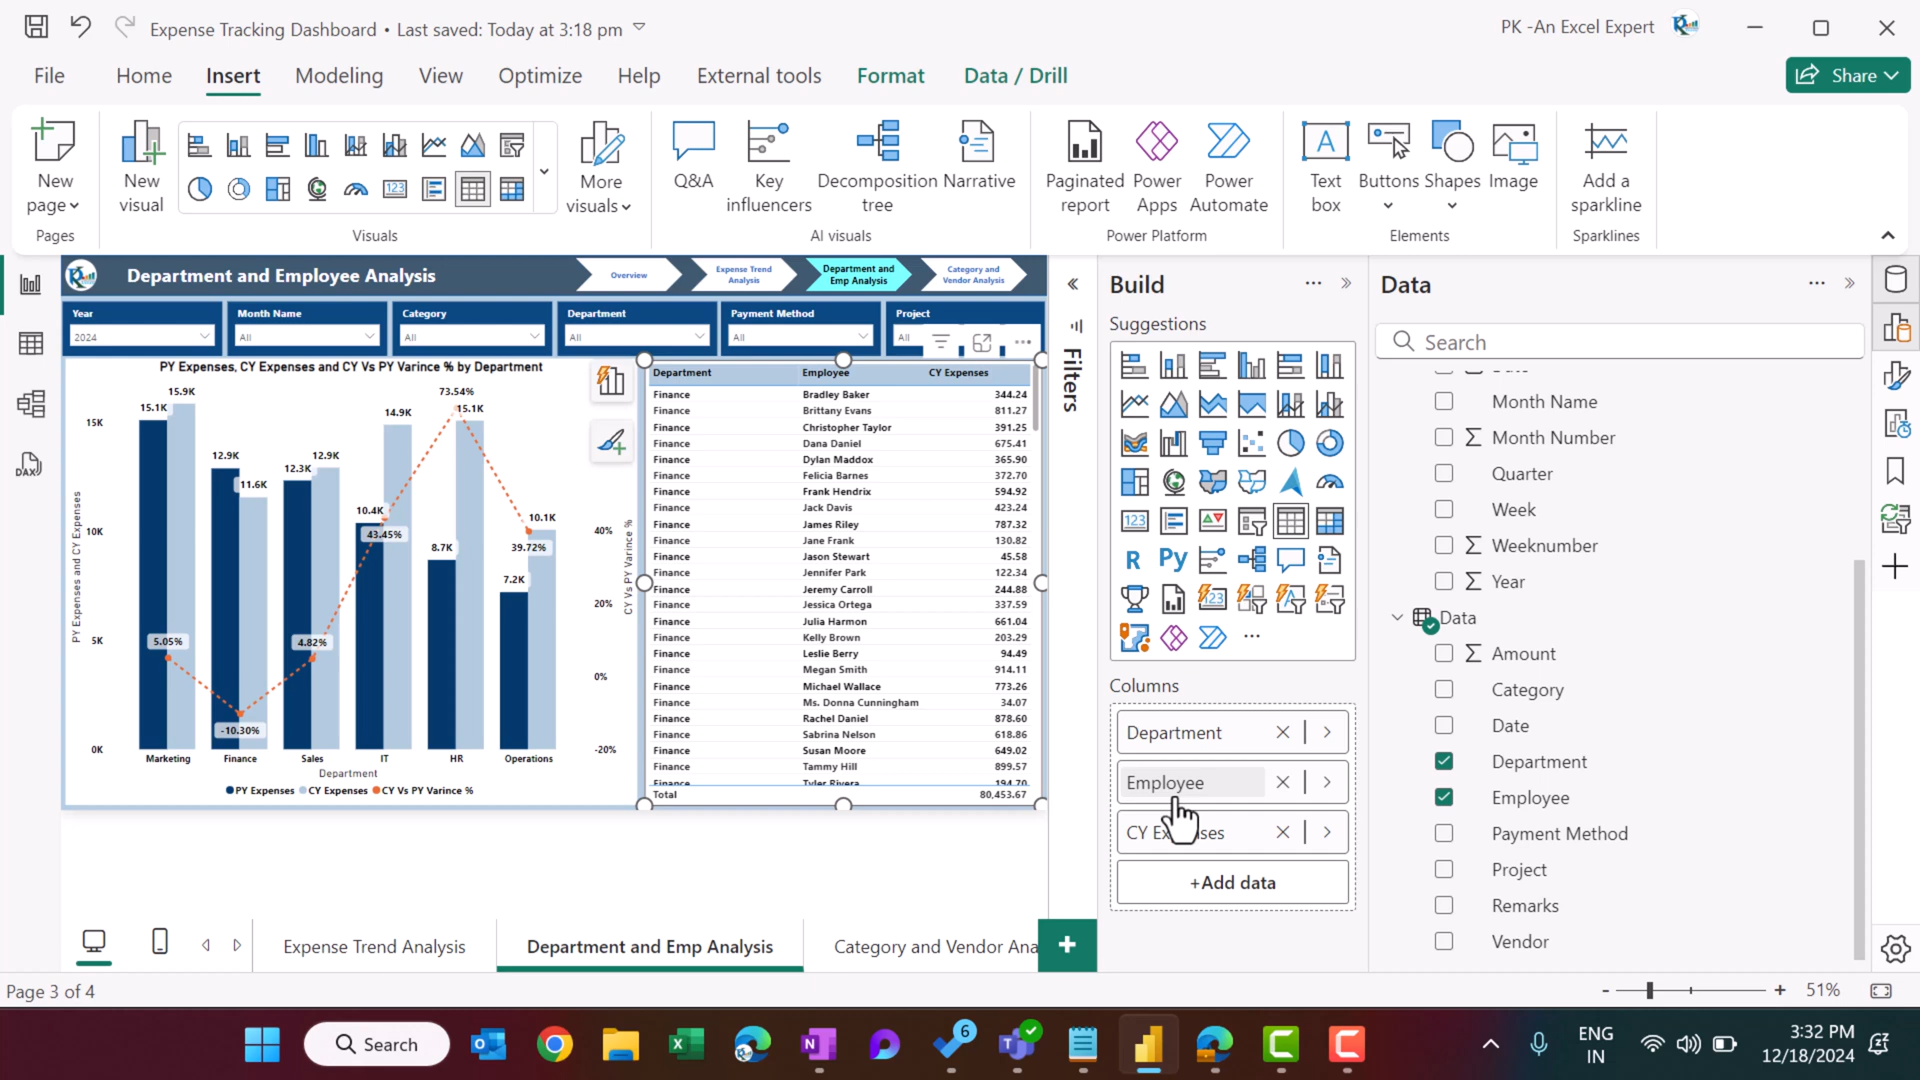 Expense Tracking Dashboard • Last saved: Today at 3:18 pm
PK -An Excel Expert
File Home Insert Modeling View Optimize Help External tools Format Data / Drill
Share
New page
New visual
More visuals
Q&A
Key influencers
Decomposition tree
Narrative
Paginated report
Power Apps
Power Automate
Text box
Buttons
Shapes
Image
Add a sparkline
Pages
Visuals
AI visuals
Power Platform
Elements
Sparklines
Department and Employee Analysis
Overview
Expense Trend Analysis
Department and Emp Analysis
Category and Vendor Analysis
Year
2024
Month Name
All
Category
All
Department
All
Payment Method
All
Project
All
PY Expenses, CY Expenses and CY Vs PY Varince % by Department
PY Expenses and CY Expenses
15K
10K
5K
0K
15.1K
15.9K
12.9K
11.6K
12.3K
12.9K
10.4K
14.9K
8.7K
15.1K
7.2K
10.1K
5.05%
-10.30%
4.82%
43.45%
73.54%
39.72%
40%
20%
0%
-20%
CY Vs PY Varince %
Marketing Finance Sales IT HR Operations
Department
PY Expenses CY Expenses CY Vs PY Varince %
Department Employee CY Expenses
Finance Bradley Baker 344.24
Finance Brittany Evans 811.27
Finance Christopher Taylor 391.25
Finance Dana Daniel 675.41
Finance Dylan Maddox 365.90
Finance Felicia Barnes 372.70
Finance Frank Hendrix 594.92
Finance Jack Davis 423.24
Finance James Riley 787.32
Finance Jane Frank 130.82
Finance Jason Stewart 45.58
Finance Jennifer Park 122.34
Finance Jeremy Carroll 244.88
Finance Jessica Ortega 337.59
Finance Julia Harmon 661.04
Finance Kelly Brown 203.29
Finance Leslie Berry 94.49
Finance Megan Smith 914.11
Finance Michael Wallace 773.26
Finance Ms. Donna Cunningham 34.07
Finance Rachel Daniel 878.60
Finance Sabrina Nelson 618.86
Finance Susan Moore 649.02
Finance Tammy Hill 899.57
Finance Tyler Rivera 194.70
Total 80,453.67
Filters
Build
Suggestions
123
R
Py
123
Columns
Department
Employee
CY Expenses
+Add data
Data
Search
Month Name
Month Number
Quarter
Week
Weeknumber
Year
Data
Amount
Category
Date
Department
Employee
Payment Method
Project
Remarks
Vendor
DAX
Expense Trend Analysis
Department and Emp Analysis
Category and Vendor Ana
Page 3 of 4
51%
Search
6
ENG
IN
3:32 PM
12/18/2024